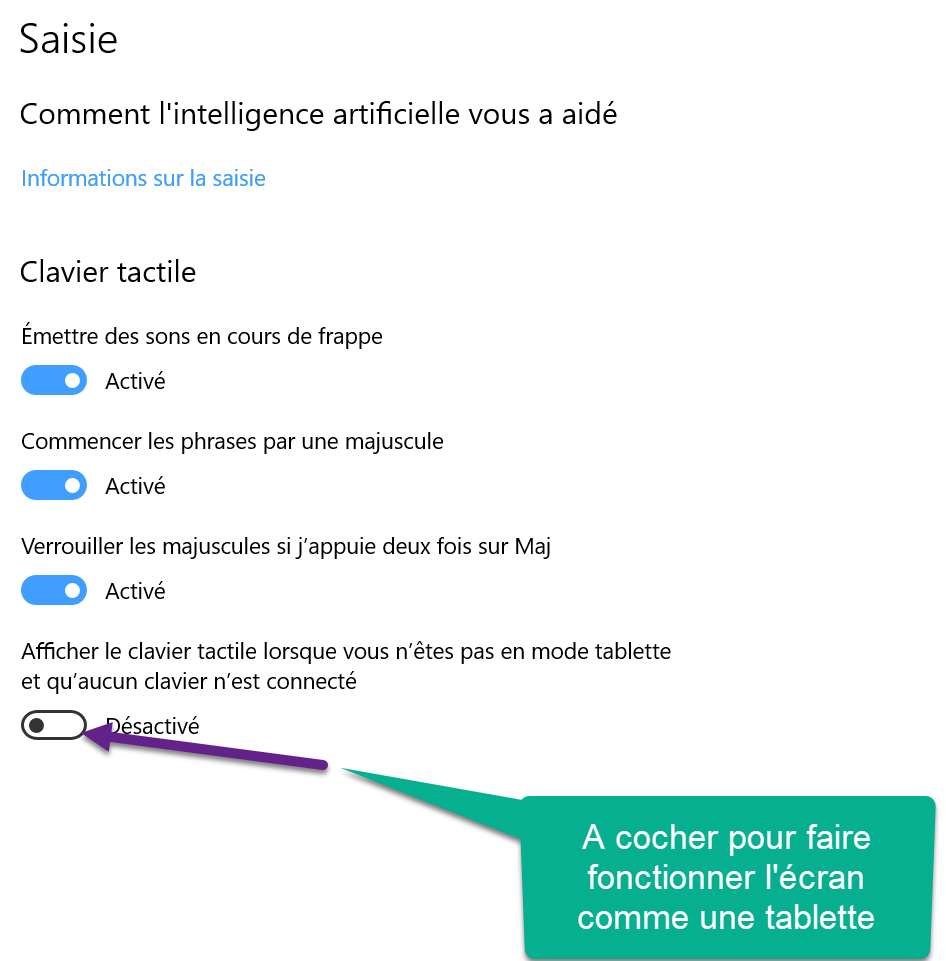 Saisie
Comment l'intelligence artificielle vous a aidé
Informations sur la saisie
Clavier tactile
Émettre des sons en cours de frappe
Activé
Commencer les phrases par une majuscule
Activé
Verrouiller les majuscules si j’appuie deux fois sur Maj
Activé
Afficher le clavier tactile lorsque vous n’êtes pas en mode tablette
et qu’aucun clavier n’est connecté
Désactivé
A cocher pour faire
fonctionner l'écran
comme une tablette